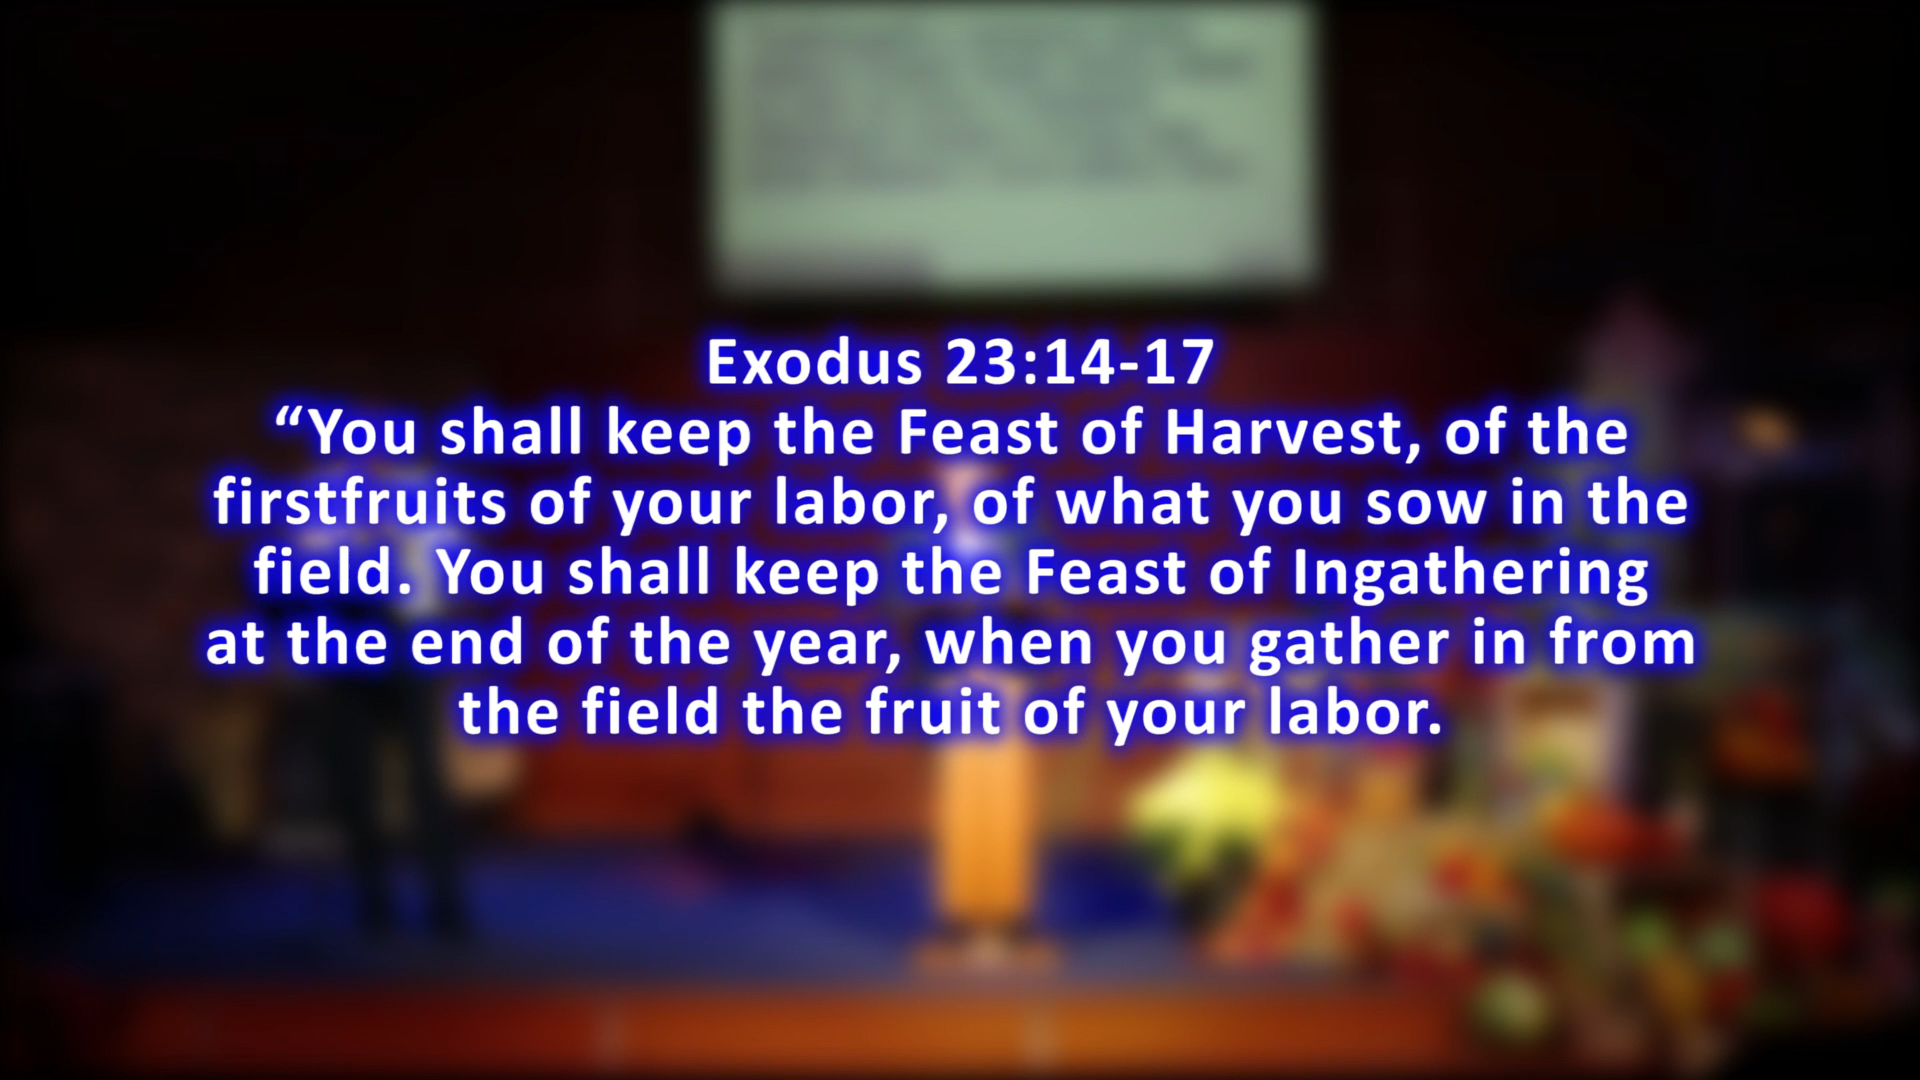 Exodus 23:14-17
“You shall keep the Feast of Harvest, of the
firstfruits of your labor, of what you sow in the
field. You shall keep the Feast of Ingathering
at the end of the year, when you gather in from
the field the fruit of your labor.